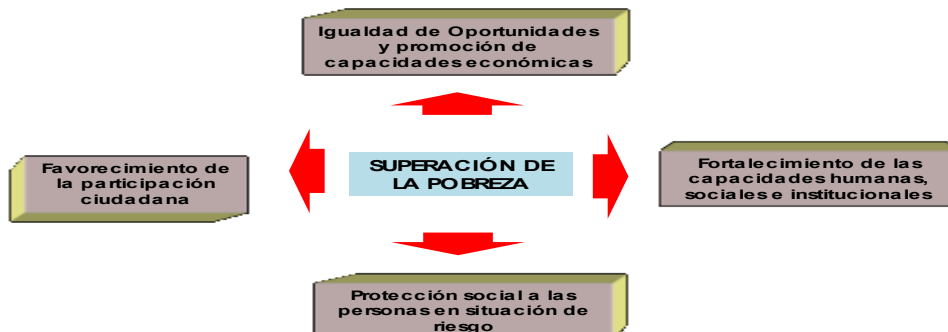 Igualdad de Oportunidades
y promoción de
capacidades económicas
Favorecimiento de
la participación
ciudadana
SUPERACIÓN DE
LA POBREZA
Fortalecimiento de las
capacidades humanas,
sociales e institucionales
Protección social a las
personas en situación de
riesgo